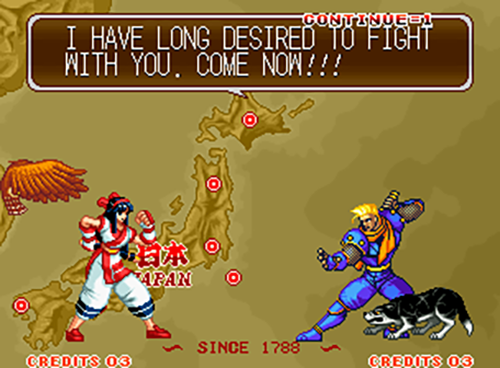 CONTINUE=1
I HAVE LONG DESIRED TO FIGHT
WITH YOU. COME NOW!!!
日本
JAPAN
SINCE 1788
CREDITS 03
CREDITS 03